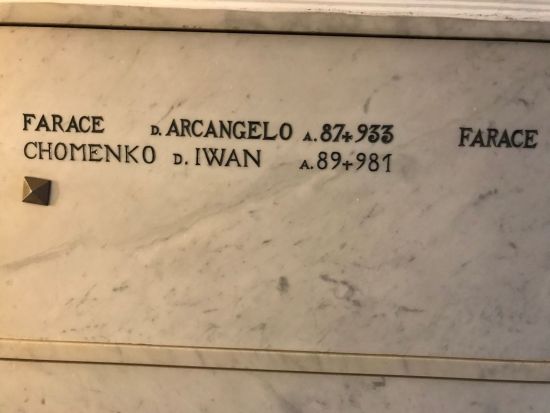 FARACE D. ARCANGELO A. 87+933 FARACE
CHOMENKO D. IWAN A. 89+981